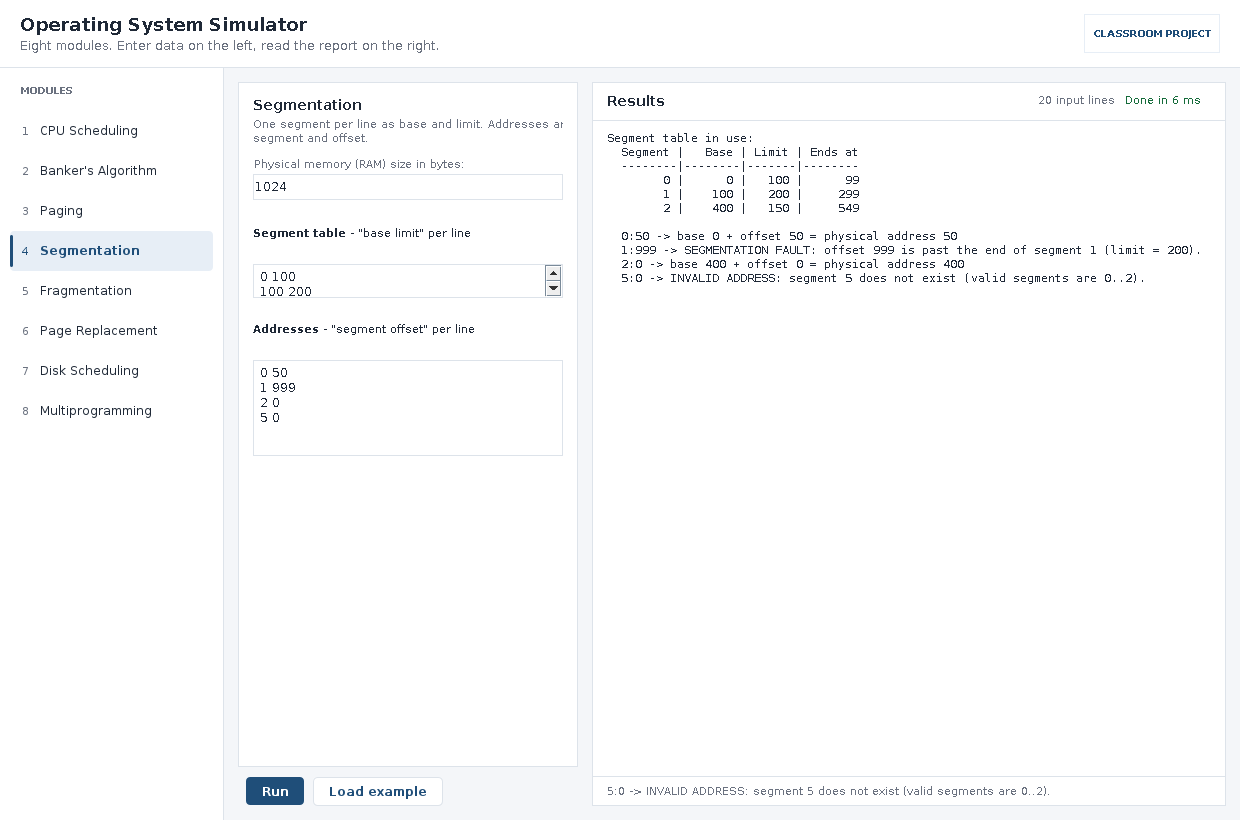 Operating System Simulator
Eight modules. Enter data on the left, read the report on the right.
CLASSROOM PROJECT
MODULES
1 CPU Scheduling
2 Banker's Algorithm
3 Paging
4 Segmentation
5 Fragmentation
6 Page Replacement
7 Disk Scheduling
8 Multiprogramming
Segmentation
One segment per line as base and limit. Addresses ar
segment and offset.
Physical memory (RAM) size in bytes:
1024
Segment table - "base limit" per line
0 100
100 200
Addresses - "segment offset" per line
0 50
1 999
2 0
5 0
Run
Load example
Results
20 input lines Done in 6 ms
Segment table in use:
Segment | Base | Limit | Ends at
--------|--------|-------|--------
0 | 0 | 100 | 99
1 | 100 | 200 | 299
2 | 400 | 150 | 549
0:50 -> base 0 + offset 50 = physical address 50
1:999 -> SEGMENTATION FAULT: offset 999 is past the end of segment 1 (limit = 200).
2:0 -> base 400 + offset 0 = physical address 400
5:0 -> INVALID ADDRESS: segment 5 does not exist (valid segments are 0..2).
5:0 -> INVALID ADDRESS: segment 5 does not exist (valid segments are 0..2).